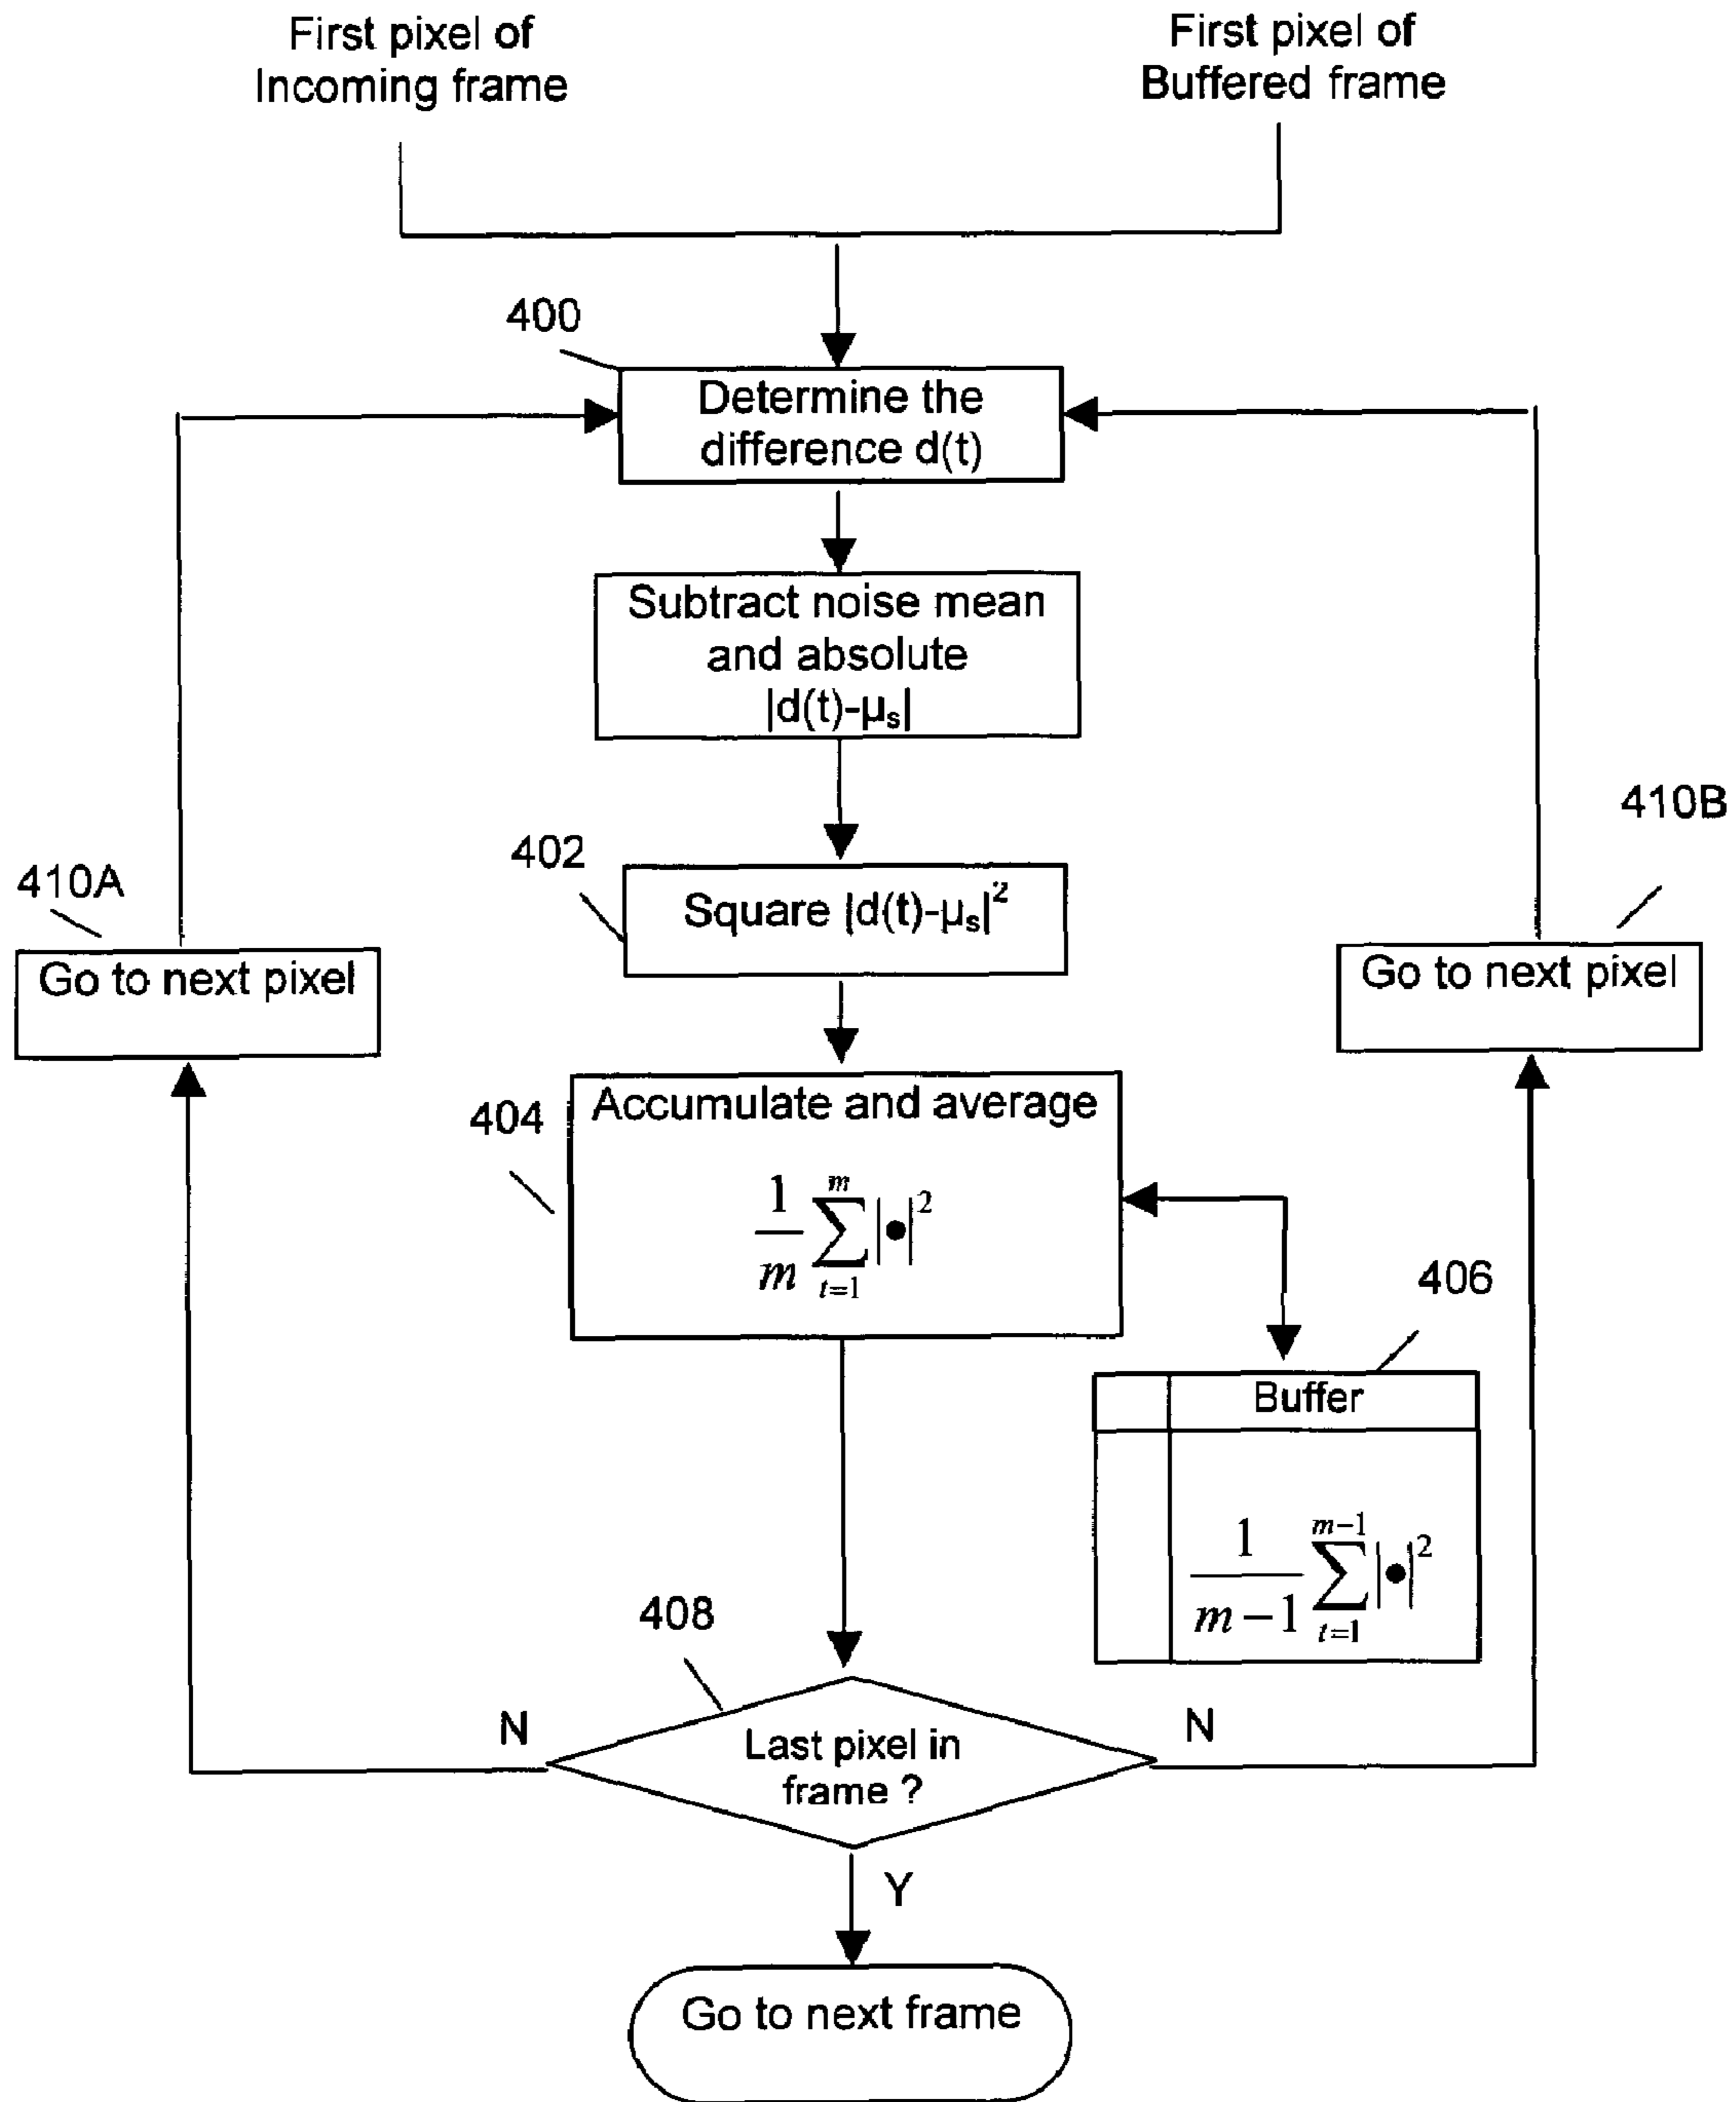 First pixel of
Incoming frame
First pixel of
Buffered frame
400
Determine the
difference d(t)
Subtract noise mean
and absolute
|d(t)-μₛ|
402
Square |d(t)-μₛ|²
410A
Go to next pixel
410B
Go to next pixel
404
Accumulate and average
1/m ∑_{t=1}^{m} |●|²
406
Buffer
1/(m−1) ∑_{t=1}^{m−1} |●|²
408
N
Last pixel in
frame ?
N
Y
Go to next frame